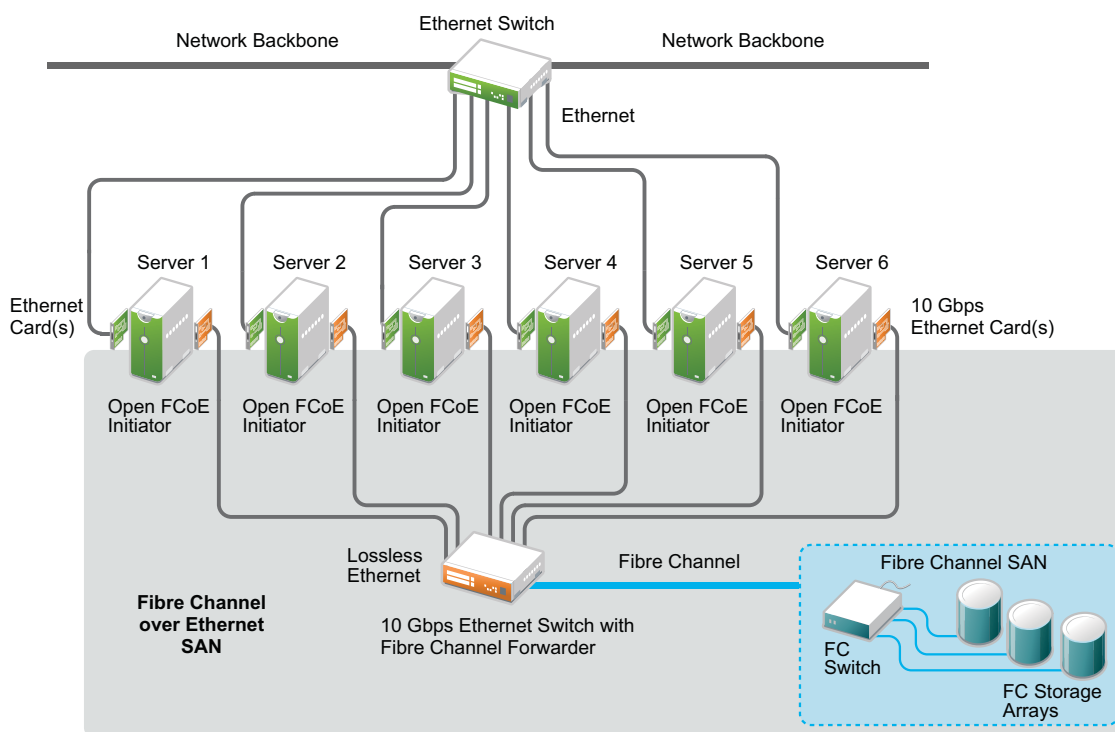 Ethernet Switch
Network Backbone
Network Backbone
Ethernet
Server 1
Server 2
Server 3
Server 4
Server 5
Server 6
Ethernet
Card(s)
10 Gbps
Ethernet Card(s)
Open FCoE
Initiator
Open FCoE
Initiator
Open FCoE
Initiator
Open FCoE
Initiator
Open FCoE
Initiator
Open FCoE
Initiator
Lossless
Ethernet
Fibre Channel
Fibre Channel SAN
Fibre Channel
over Ethernet
SAN
10 Gbps Ethernet Switch with
Fibre Channel Forwarder
FC
Switch
FC Storage
Arrays